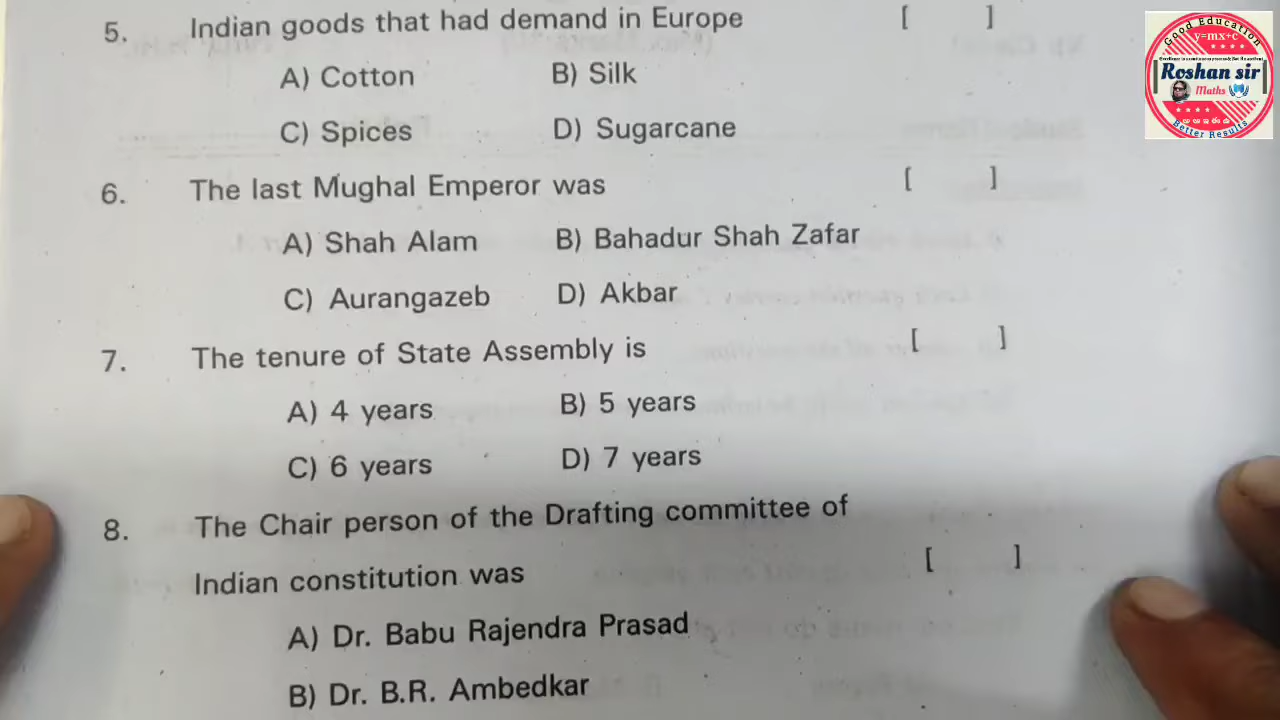 5. Indian goods that had demand in Europe [ ]
A) Cotton B) Silk
C) Spices D) Sugarcane
6. The last Mughal Emperor was [ ]
A) Shah Alam B) Bahadur Shah Zafar
C) Aurangazeb D) Akbar
7. The tenure of State Assembly is [ ]
A) 4 years B) 5 years
C) 6 years D) 7 years
8. The Chair person of the Drafting committee of
Indian constitution was [ ]
A) Dr. Babu Rajendra Prasad
B) Dr. B.R. Ambedkar
Good Education
y=mx+c
Roshan sir
Maths
Better Results